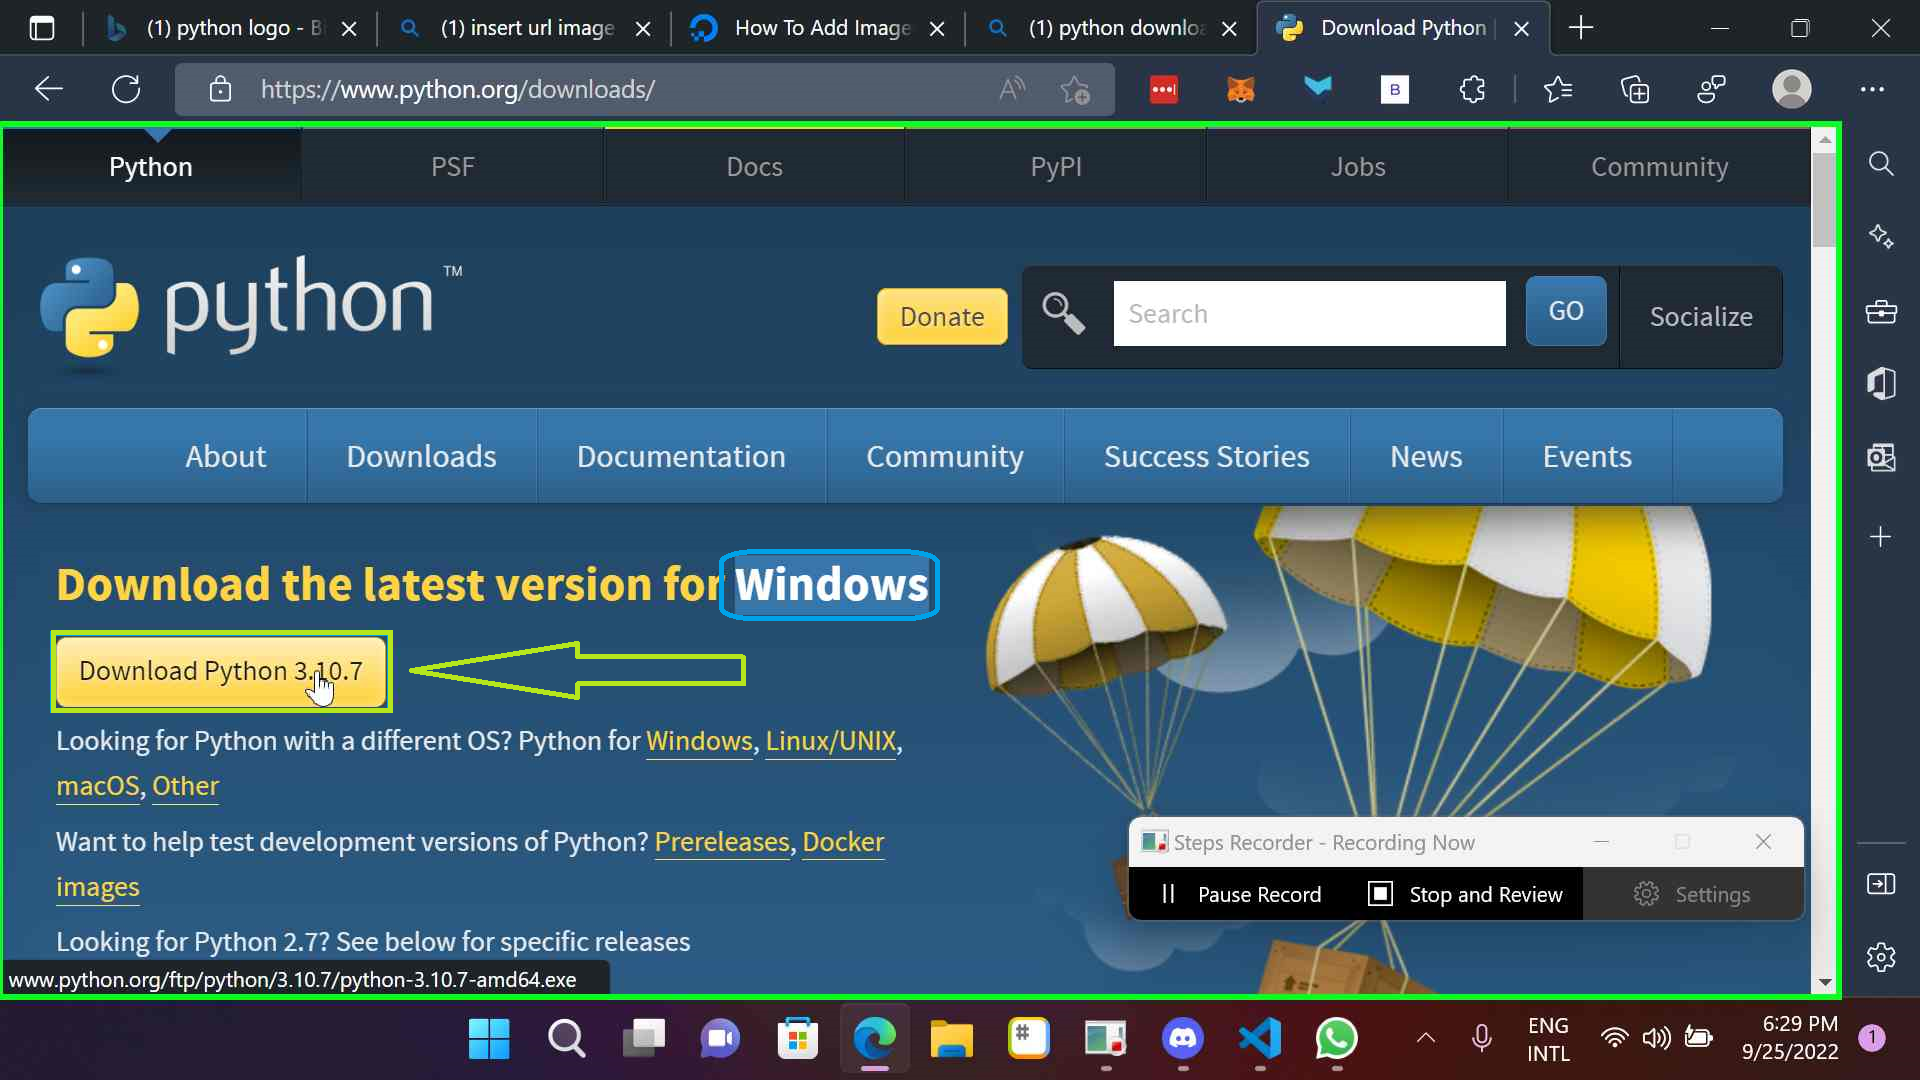 (1) python logo - Bi
(1) insert url image
How To Add Image
(1) python downloa
Download Python |
https://www.python.org/downloads/
B
Python
PSF
Docs
PyPI
Jobs
Community
python™
Donate
Search
GO
Socialize
About
Downloads
Documentation
Community
Success Stories
News
Events
Download the latest version for Windows
Download Python 3.10.7
Looking for Python with a different OS? Python for Windows, Linux/UNIX,
macOS, Other
Want to help test development versions of Python? Prereleases, Docker
images
Looking for Python 2.7? See below for specific releases
www.python.org/ftp/python/3.10.7/python-3.10.7-amd64.exe
Steps Recorder - Recording Now
Pause Record
Stop and Review
Settings
ENG
INTL
6:29 PM
9/25/2022
1